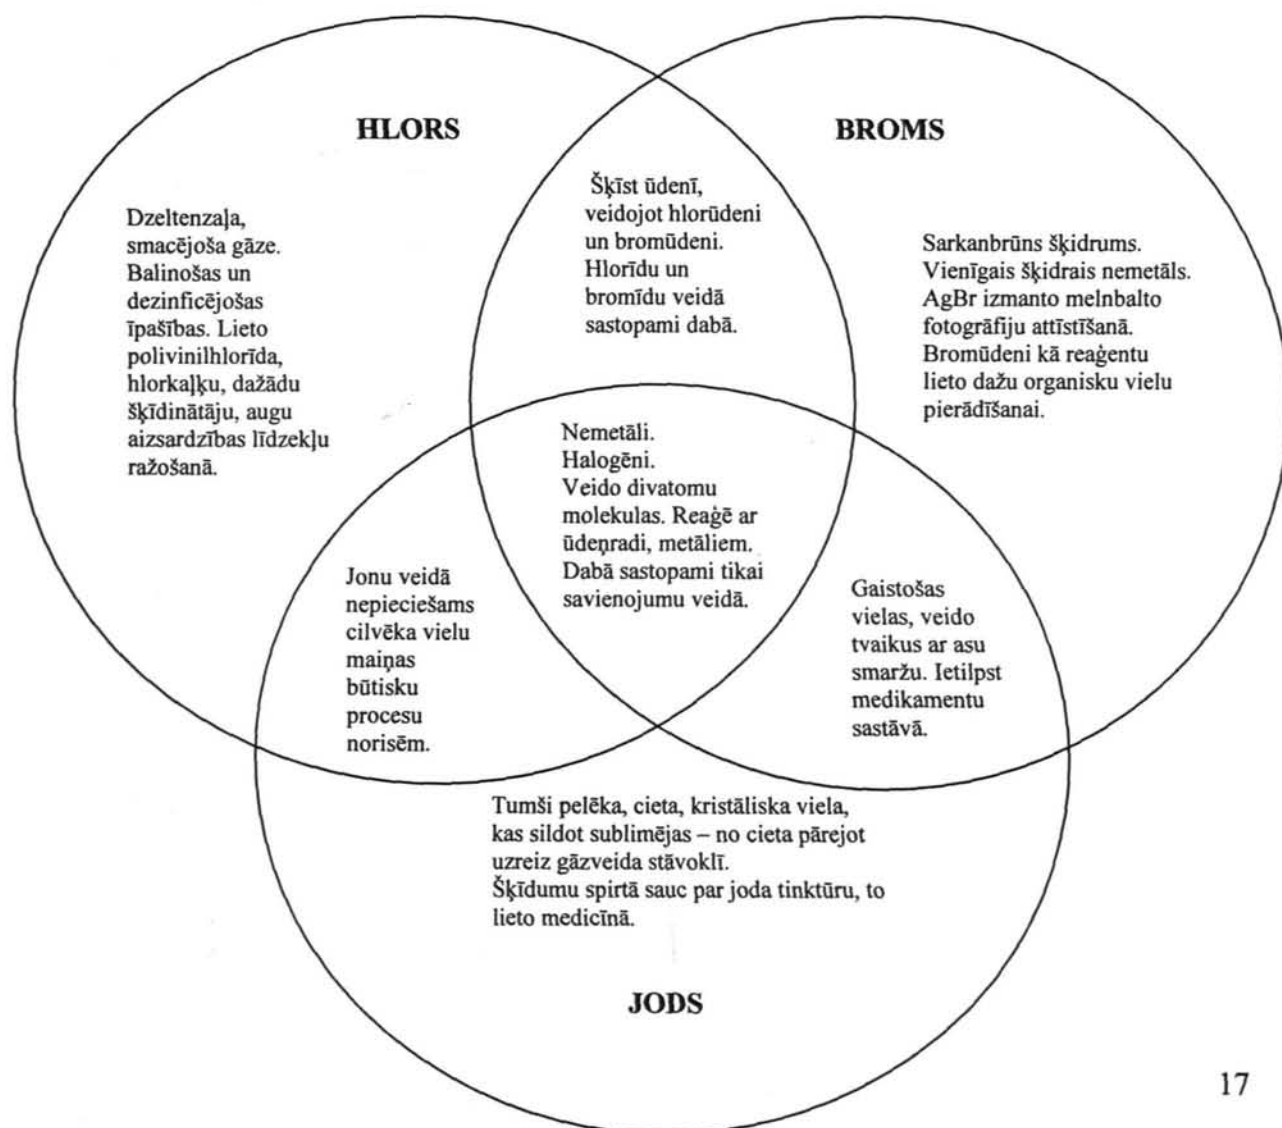 HLORS
BROMS
Dzeltenzaļa,
smacējoša gāze.
Balinošas un
dezinficējošas
īpašības. Lieto
polivinilhlorīda,
hlorkaļķu, dažādu
šķīdinātāju, augu
aizsardzības līdzekļu
ražošanā.
Šķīst ūdenī,
veidojot hlorūdeni
un bromūdeni.
Hlorīdu un
bromīdu veidā
sastopami dabā.
Sarkanbrūns šķidrums.
Vienīgais šķidrais nemetāls.
AgBr izmanto melnbalto
fotogrāfiju attīstīšanā.
Bromūdeni kā reaģentu
lieto dažu organisku vielu
pierādīšanai.
Nemetāli.
Halogēni.
Veido divatomu
molekulas. Reaģē ar
ūdeņradi, metāliem.
Dabā sastopami tikai
savienojumu veidā.
Jonu veidā
nepieciešams
cilvēka vielu
maiņas
būtisku
procesu
norisēm.
Gaistošas
vielas, veido
tvaikus ar asu
smaržu. Ietilpst
medikamentu
sastāvā.
Tumši pelēka, cieta, kristāliska viela,
kas sildot sublimējas – no cieta pārejot
uzreiz gāzveida stāvoklī.
Šķīdumu spirtā sauc par joda tinktūru, to
lieto medicīnā.
JODS
17